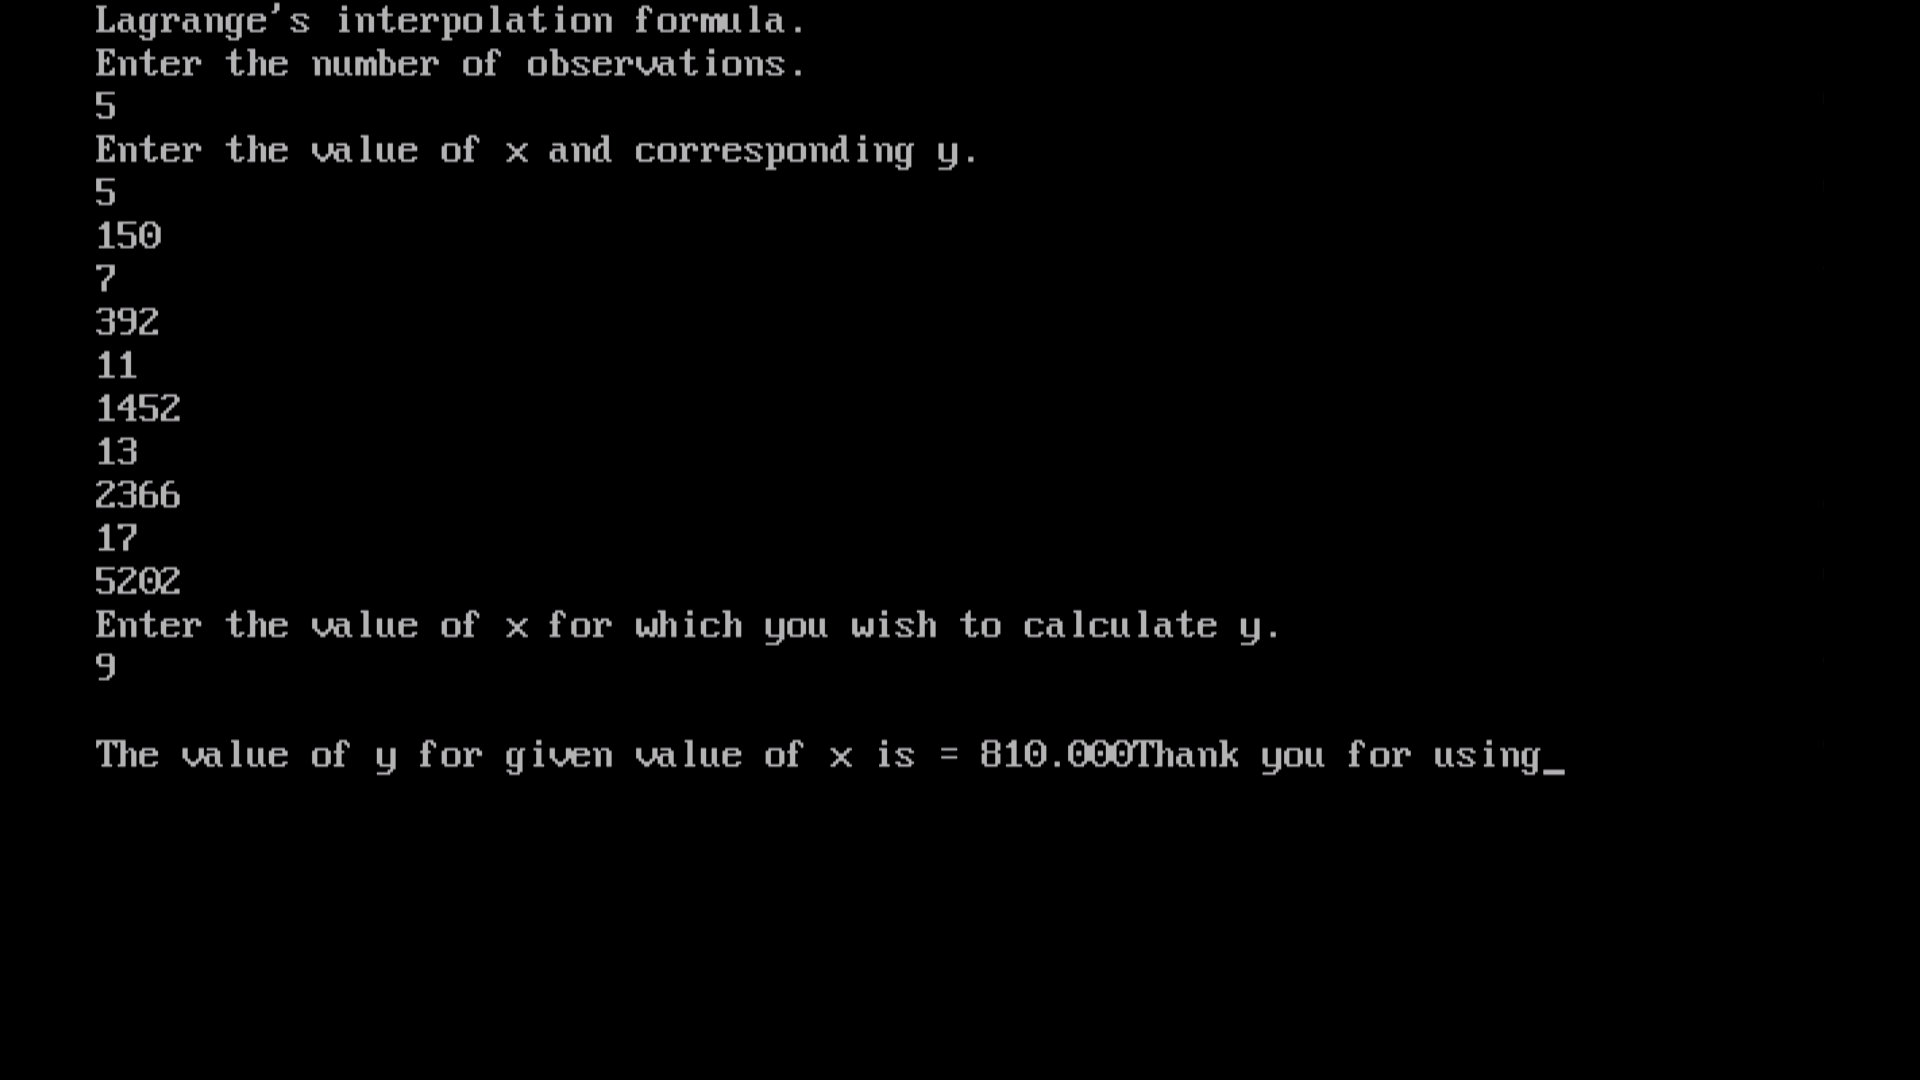 Lagrange's interpolation formula.
Enter the number of observations.
5
Enter the value of x and corresponding y.
5
150
7
392
11
1452
13
2366
17
5202
Enter the value of x for which you wish to calculate y.
9
The value of y for given value of x is = 810.000Thank you for using_